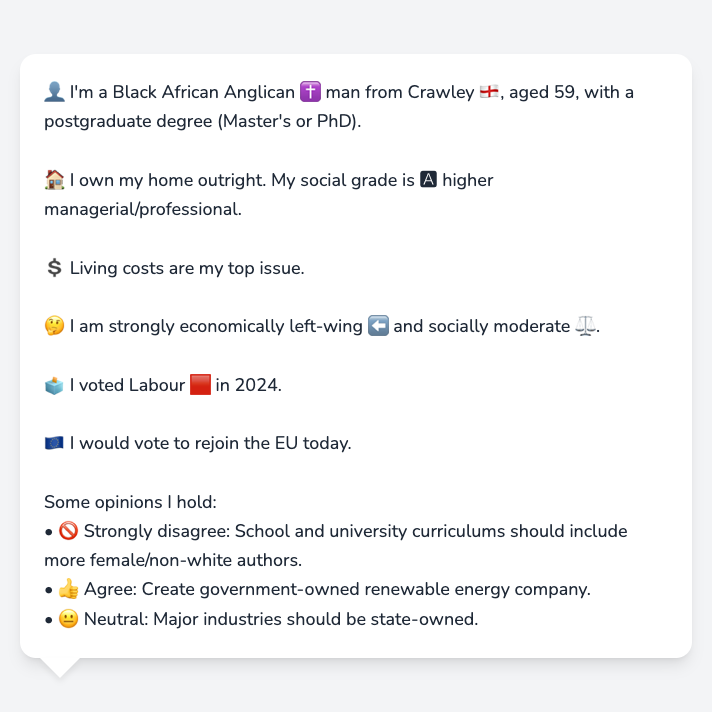 👤 I'm a Black African Anglican ✝️ man from Crawley 🏴󠁧󠁢󠁥󠁮󠁧󠁿, aged 59, with a
postgraduate degree (Master's or PhD).
🏠 I own my home outright. My social grade is 🅰 higher
managerial/professional.
💲 Living costs are my top issue.
🤔 I am strongly economically left-wing ⬅️ and socially moderate ⚖️.
🗳️ I voted Labour 🟥 in 2024.
🇪🇺 I would vote to rejoin the EU today.
Some opinions I hold:
• 🚫 Strongly disagree: School and university curriculums should include
more female/non-white authors.
• 👍 Agree: Create government-owned renewable energy company.
• 😐 Neutral: Major industries should be state-owned.